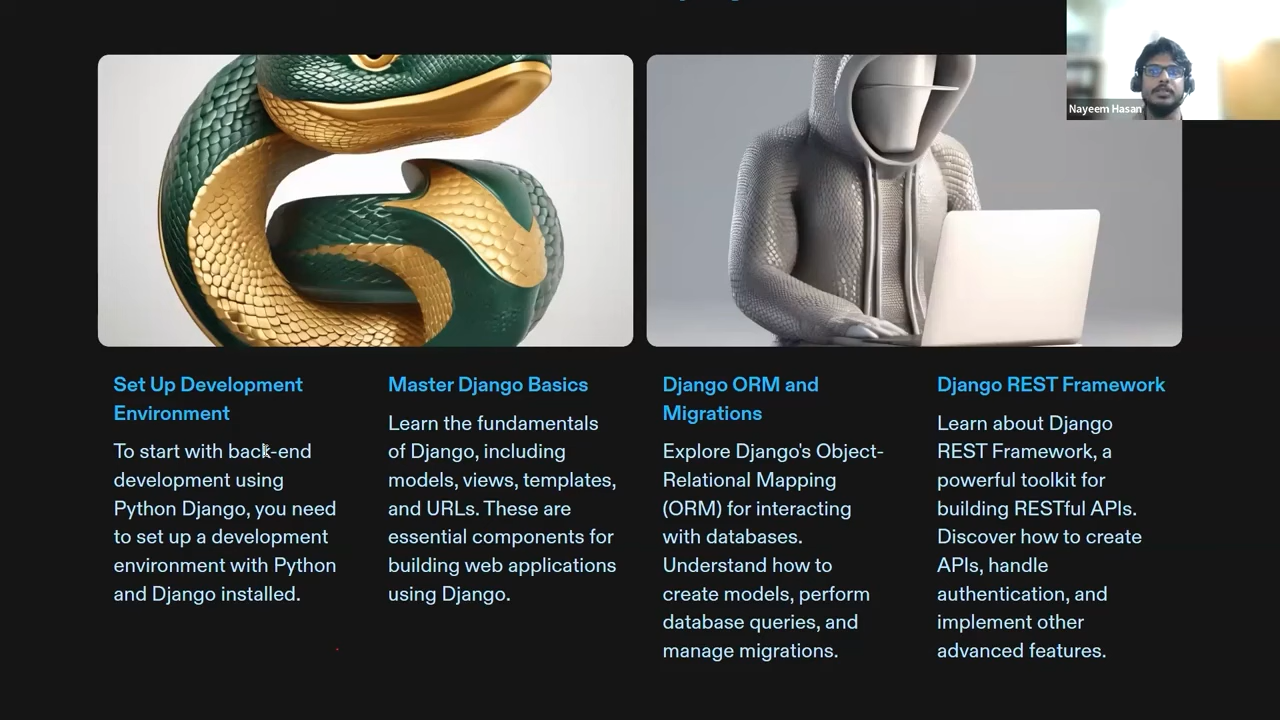 Nayeem Hasan
Set Up Development
Environment
To start with back-end
development using
Python Django, you need
to set up a development
environment with Python
and Django installed.
Master Django Basics
Learn the fundamentals
of Django, including
models, views, templates,
and URLs. These are
essential components for
building web applications
using Django.
Django ORM and
Migrations
Explore Django's Object-
Relational Mapping
(ORM) for interacting
with databases.
Understand how to
create models, perform
database queries, and
manage migrations.
Django REST Framework
Learn about Django
REST Framework, a
powerful toolkit for
building RESTful APIs.
Discover how to create
APIs, handle
authentication, and
implement other
advanced features.